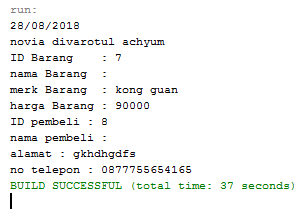 run:
28/08/2018
novia divarotul achyum
ID Barang    : 7
nama Barang  :
merk Barang  : kong guan
harga Barang : 90000
ID pembeli : 8
nama pembeli :
alamat : gkhdhgdfs
no telepon : 0877755654165
BUILD SUCCESSFUL (total time: 37 seconds)